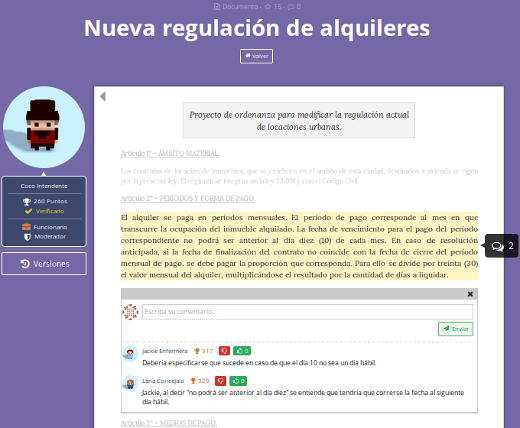 Documento - 15 - 0
Nueva regulación de alquileres
Volver
Proyecto de ordenanza para modificar la regulación actual
de locaciones urbanas.
Artículo 1º - ÁMBITO MATERIAL.
Los contratos de locación de inmuebles, que se celebren en el ámbito de esta ciudad, destinados a vivienda se rigen
por la presente ley. El régimen se integra con la ley 23.091 y con el Código Civil.
Artículo 2º - PERÍODOS Y FORMA DE PAGO.
El alquiler se paga en períodos mensuales. El período de pago corresponde al mes en que
transcurre la ocupación del inmueble alquilado. La fecha de vencimiento para el pago del período
correspondiente no podrá ser anterior al día diez (10) de cada mes. En caso de resolución
anticipada, si la fecha de finalización del contrato no coincide con la fecha de cierre del período
mensual de pago, se debe pagar la proporción que corresponda. Para ello se divide por treinta (30)
el valor mensual del alquiler, multiplicándose el resultado por la cantidad de días a liquidar.
Coco Intendente
268 Puntos
Verificado
Funcionario
Moderador
Versiones
2
Escriba su comentario...
Enviar
Jackie Enfermera 317 0
Debería especificarse que sucede en caso de que el día 10 no sea un día hábil.
Lana Concejala 329 0
Jackie, al decir "no podrá ser anterior al día diez" se entiende que tendría que correrse la fecha al siguiente
día hábil.
Artículo 3º - MEDIOS DE PAGO.